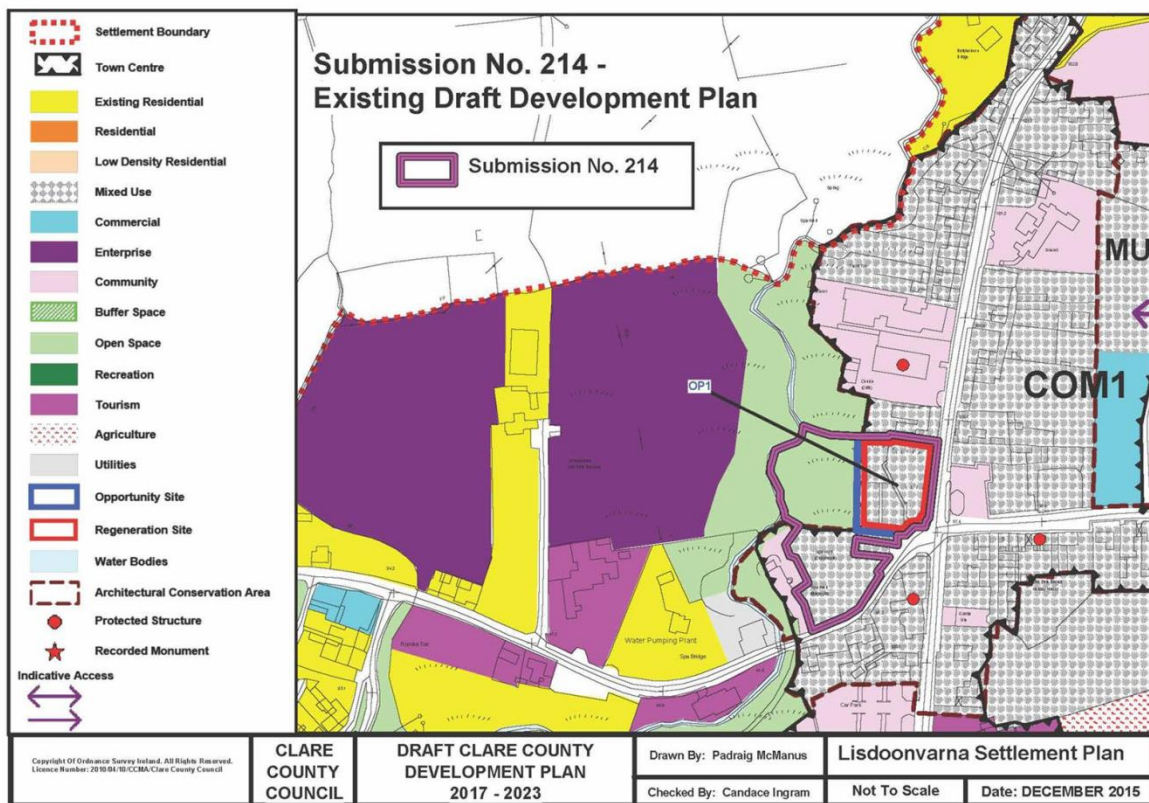 Settlement Boundary
Town Centre
Existing Residential
Residential
Low Density Residential
Mixed Use
Commercial
Enterprise
Community
Buffer Space
Open Space
Recreation
Tourism
Agriculture
Utilities
Opportunity Site
Regeneration Site
Water Bodies
Architectural Conservation Area
Protected Structure
Recorded Monument
Indicative Access
Submission No. 214 -
Existing Draft Development Plan
Submission No. 214
OP1
MU
COM1
Water Pumping Plant
Spa Bridge
Car Park
Copyright Of Ordnance Survey Ireland. All Rights Reserved.
Licence Number: 2010/04/10/CCMA/Clare County Council
CLARE
COUNTY
COUNCIL
DRAFT CLARE COUNTY
DEVELOPMENT PLAN
2017 - 2023
Drawn By: Padraig McManus
Checked By: Candace Ingram
Lisdoonvarna Settlement Plan
Not To Scale
Date: DECEMBER 2015